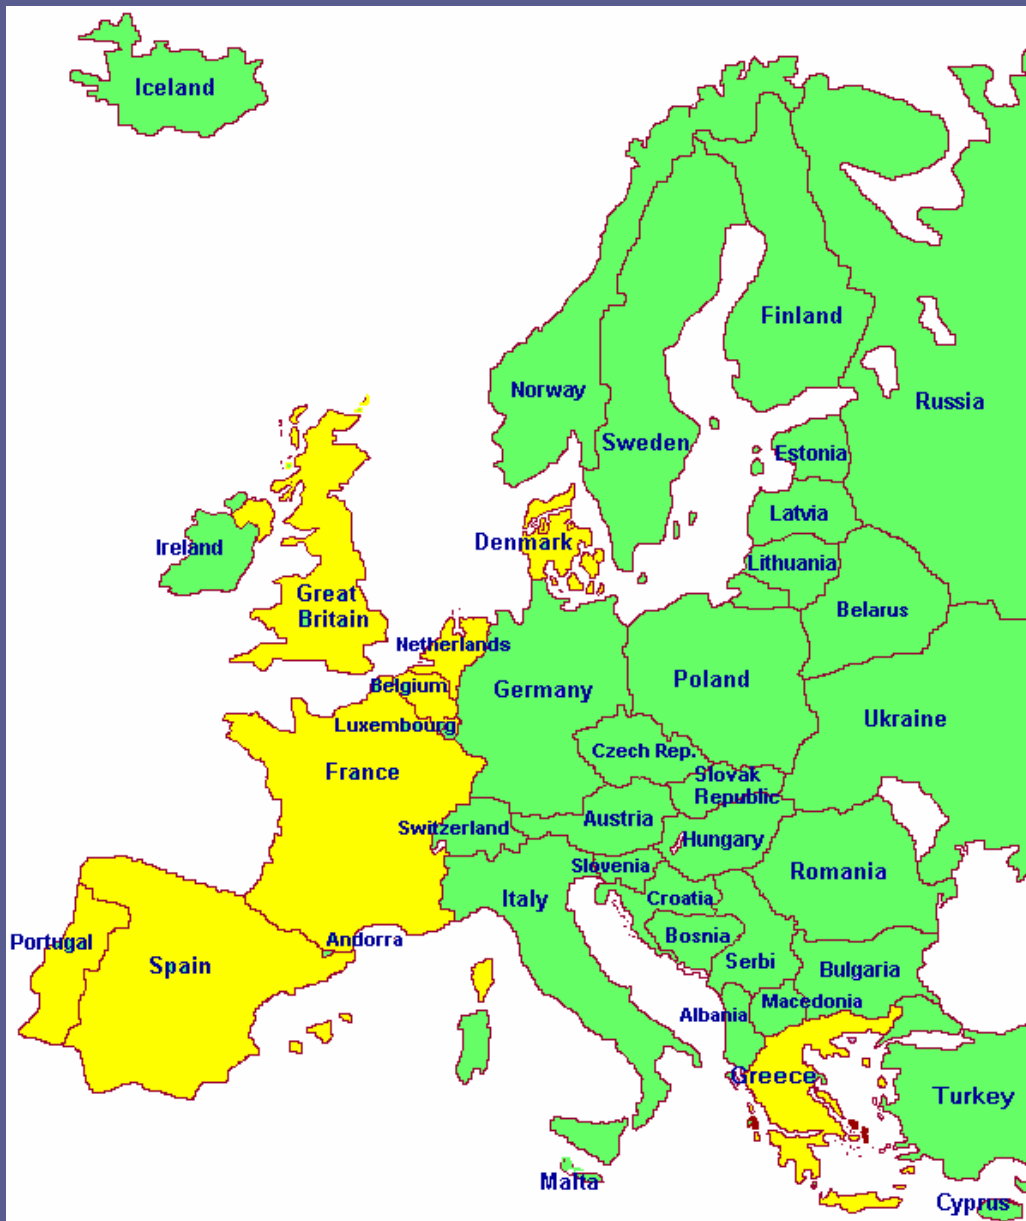 Iceland
Finland
Norway
Russia
Sweden
Estonia
Latvia
Denmark
Ireland
Lithuania
Great
Britain
Belarus
Netherlands
Poland
Belgium
Germany
Ukraine
Luxembourg
Czech Rep.
France
Slovak
Republic
Austria
Switzerland
Hungary
Slovenia
Romania
Italy
Croatia
Andorra
Bosnia
Portugal
Spain
Serbi
Bulgaria
Macedonia
Albania
Greece
Turkey
Malta
Cyprus